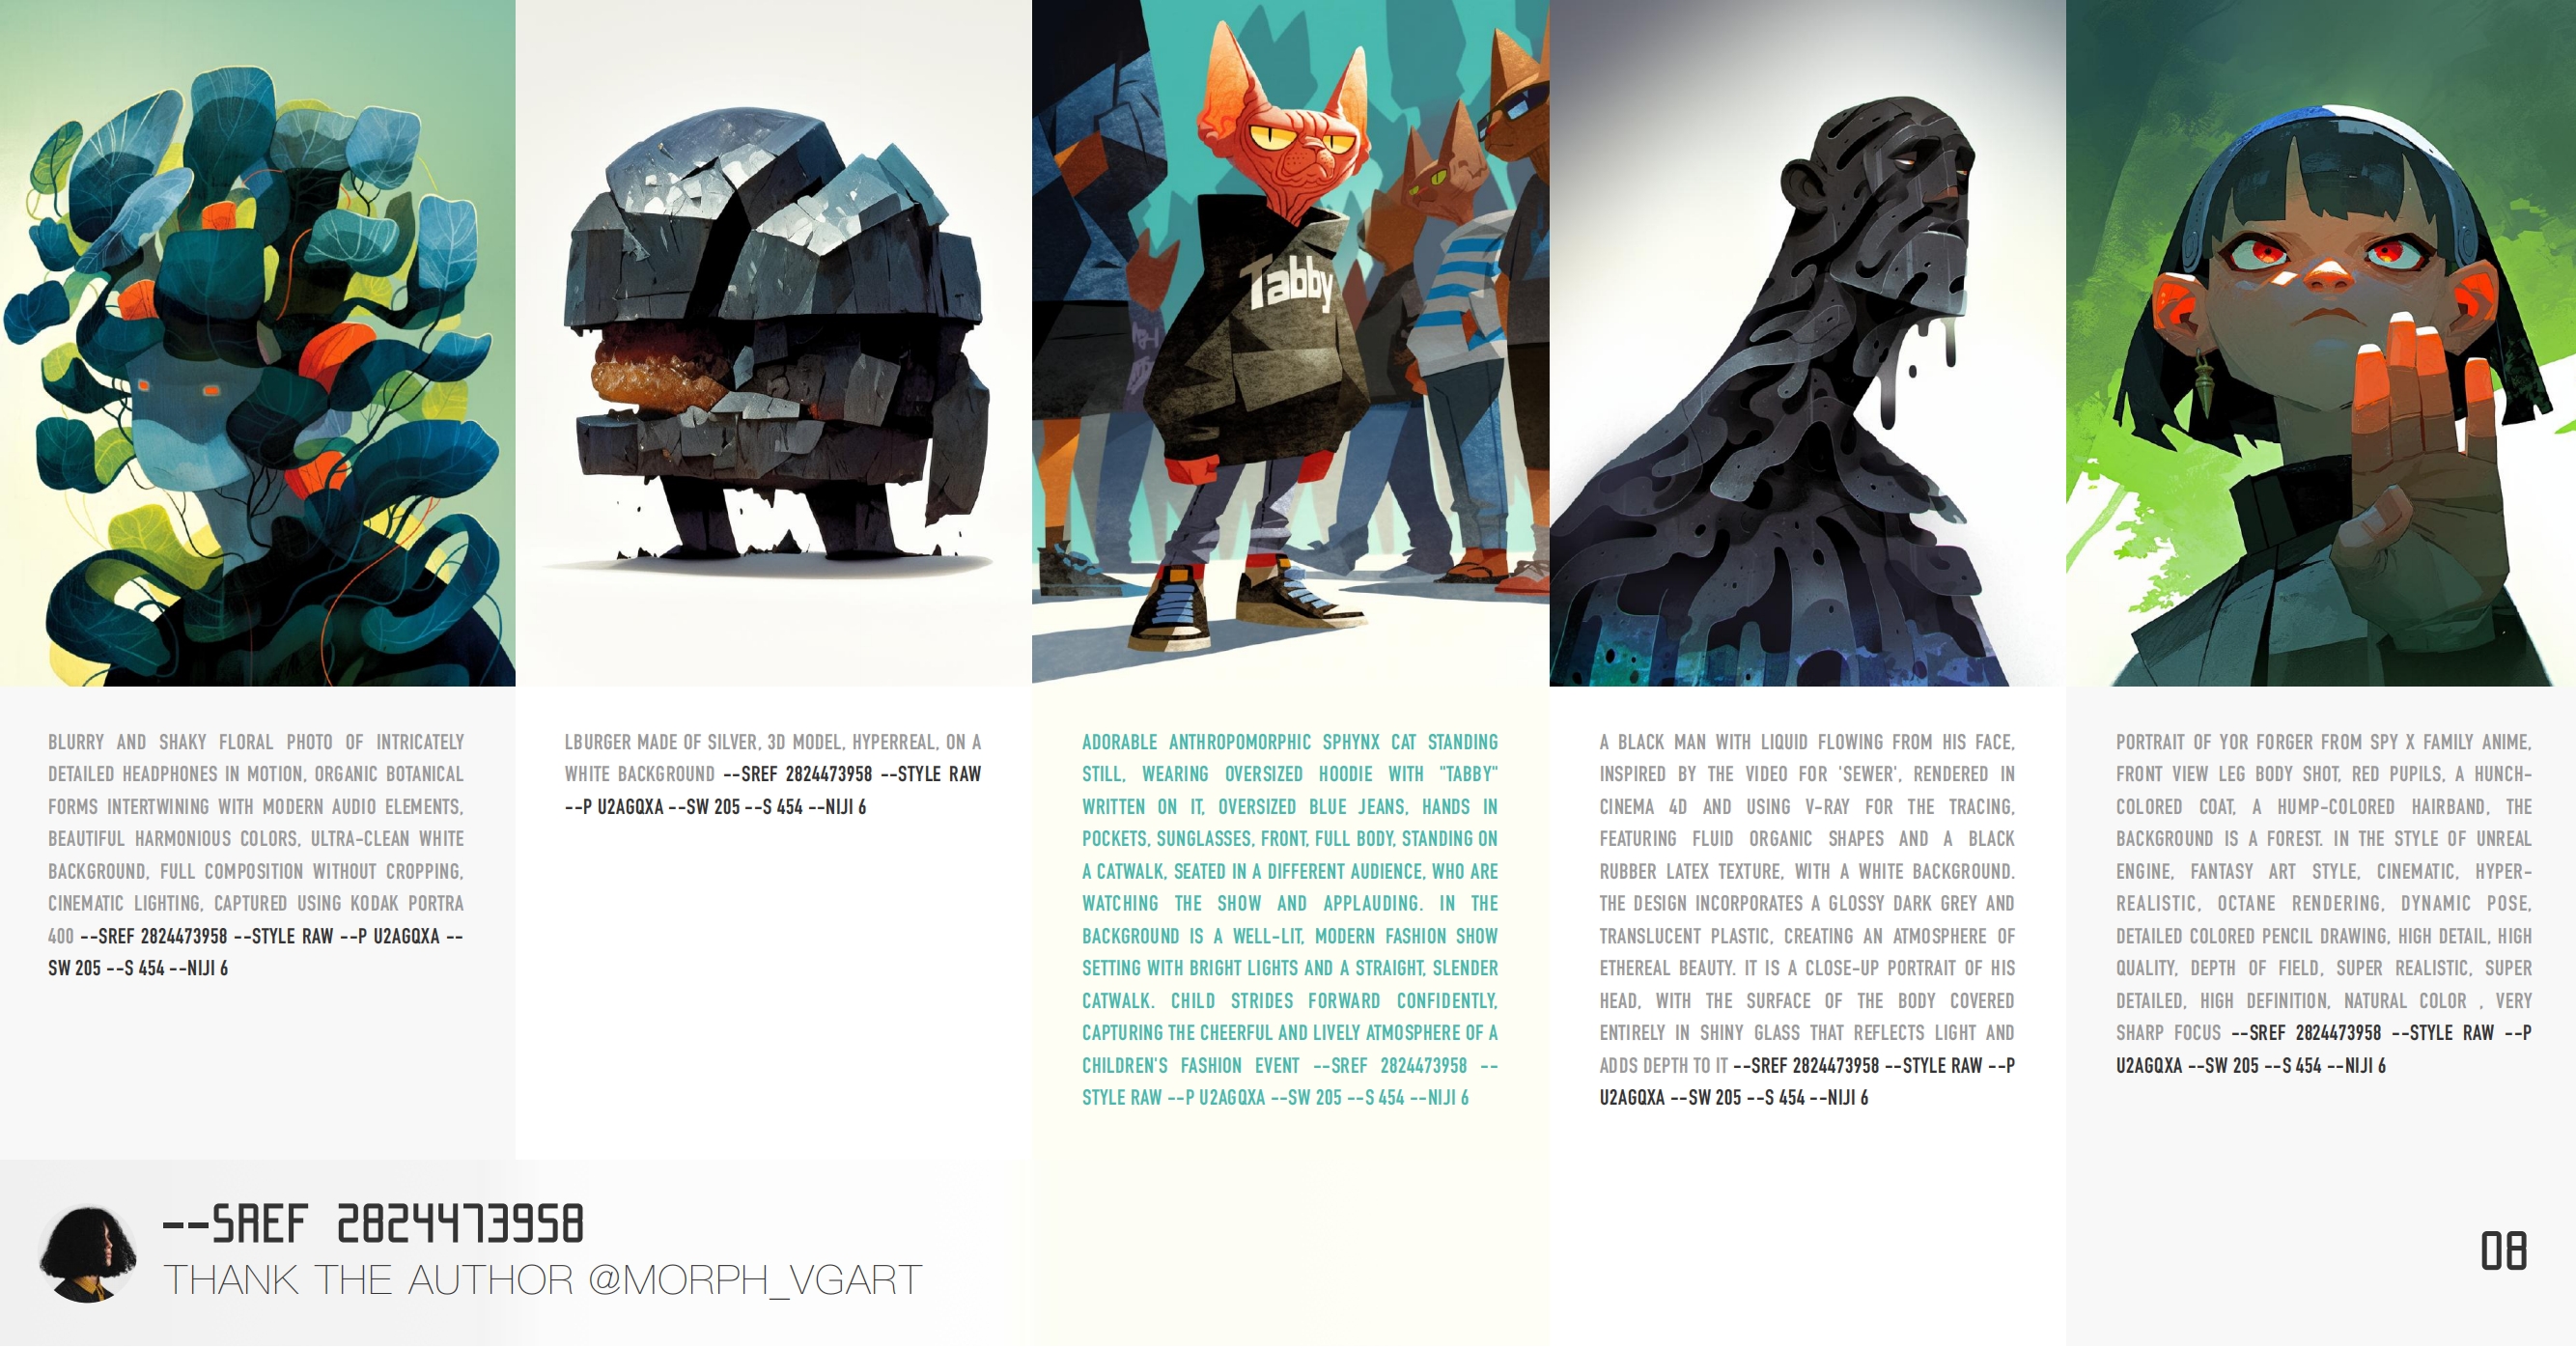 Tabby
BLURRY AND SHAKY FLORAL PHOTO OF INTRICATELY
DETAILED HEADPHONES IN MOTION, ORGANIC BOTANICAL
FORMS INTERTWINING WITH MODERN AUDIO ELEMENTS,
BEAUTIFUL HARMONIOUS COLORS, ULTRA-CLEAN WHITE
BACKGROUND, FULL COMPOSITION WITHOUT CROPPING,
CINEMATIC LIGHTING, CAPTURED USING KODAK PORTRA
400 --SREF 2824473958 --STYLE RAW --P U2AGQXA --
SW 205 --S 454 --NIJI 6
LBURGER MADE OF SILVER, 3D MODEL, HYPERREAL, ON A
WHITE BACKGROUND --SREF 2824473958 --STYLE RAW
--P U2AGQXA --SW 205 --S 454 --NIJI 6
ADORABLE ANTHROPOMORPHIC SPHYNX CAT STANDING
STILL, WEARING OVERSIZED HOODIE WITH "TABBY"
WRITTEN ON IT, OVERSIZED BLUE JEANS, HANDS IN
POCKETS, SUNGLASSES, FRONT, FULL BODY, STANDING ON
A CATWALK, SEATED IN A DIFFERENT AUDIENCE, WHO ARE
WATCHING THE SHOW AND APPLAUDING. IN THE
BACKGROUND IS A WELL-LIT, MODERN FASHION SHOW
SETTING WITH BRIGHT LIGHTS AND A STRAIGHT, SLENDER
CATWALK. CHILD STRIDES FORWARD CONFIDENTLY,
CAPTURING THE CHEERFUL AND LIVELY ATMOSPHERE OF A
CHILDREN'S FASHION EVENT --SREF 2824473958 --
STYLE RAW --P U2AGQXA --SW 205 --S 454 --NIJI 6
A BLACK MAN WITH LIQUID FLOWING FROM HIS FACE,
INSPIRED BY THE VIDEO FOR 'SEWER', RENDERED IN
CINEMA 4D AND USING V-RAY FOR THE TRACING,
FEATURING FLUID ORGANIC SHAPES AND A BLACK
RUBBER LATEX TEXTURE, WITH A WHITE BACKGROUND.
THE DESIGN INCORPORATES A GLOSSY DARK GREY AND
TRANSLUCENT PLASTIC, CREATING AN ATMOSPHERE OF
ETHEREAL BEAUTY. IT IS A CLOSE-UP PORTRAIT OF HIS
HEAD, WITH THE SURFACE OF THE BODY COVERED
ENTIRELY IN SHINY GLASS THAT REFLECTS LIGHT AND
ADDS DEPTH TO IT --SREF 2824473958 --STYLE RAW --P
U2AGQXA --SW 205 --S 454 --NIJI 6
PORTRAIT OF YOR FORGER FROM SPY X FAMILY ANIME,
FRONT VIEW LEG BODY SHOT, RED PUPILS, A HUNCH-
COLORED COAT, A HUMP-COLORED HAIRBAND, THE
BACKGROUND IS A FOREST. IN THE STYLE OF UNREAL
ENGINE, FANTASY ART STYLE, CINEMATIC, HYPER-
REALISTIC, OCTANE RENDERING, DYNAMIC POSE,
DETAILED COLORED PENCIL DRAWING, HIGH DETAIL, HIGH
QUALITY, DEPTH OF FIELD, SUPER REALISTIC, SUPER
DETAILED, HIGH DEFINITION, NATURAL COLOR , VERY
SHARP FOCUS --SREF 2824473958 --STYLE RAW --P
U2AGQXA --SW 205 --S 454 --NIJI 6
--SREF 2824473958
THANK THE AUTHOR @MORPH_VGART
08